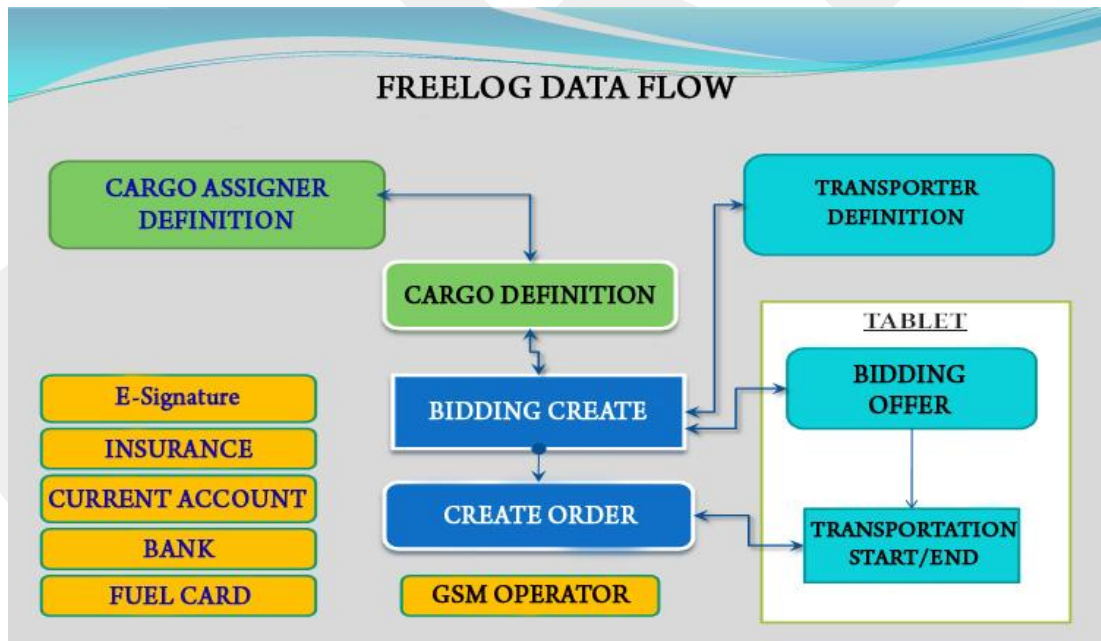 FREELOG DATA FLOW
CARGO ASSIGNER
DEFINITION
TRANSPORTER
DEFINITION
CARGO DEFINITION
TABLET
BIDDING
OFFER
E-Signature
BIDDING CREATE
INSURANCE
CURRENT ACCOUNT
CREATE ORDER
TRANSPORTATION
START/END
BANK
FUEL CARD
GSM OPERATOR